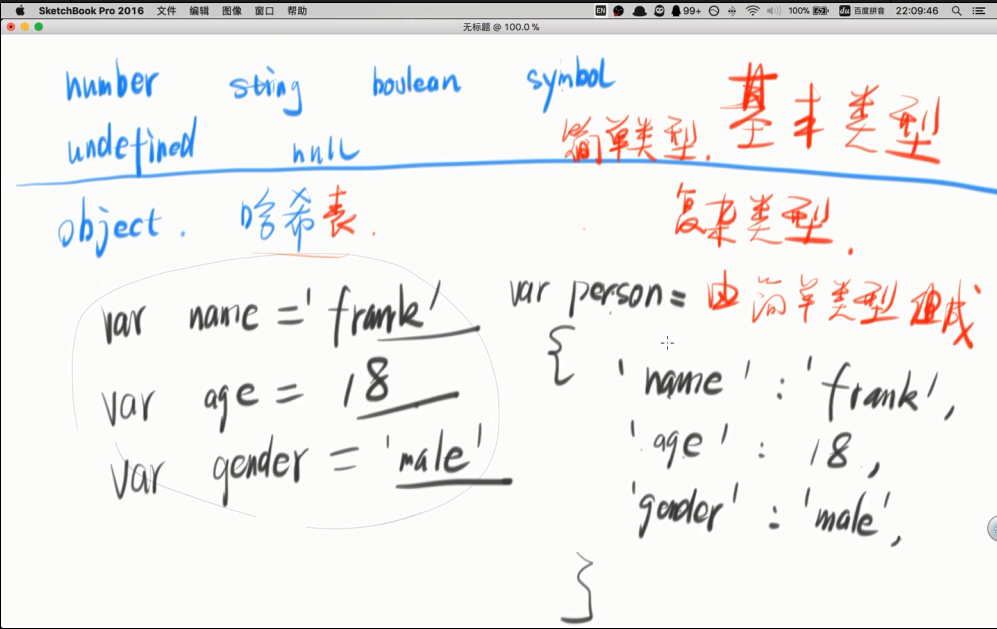 SketchBook Pro 2016 文件 编辑 图像 窗口 帮助 EN 99+ 100% du 百度拼音 22:09:46
无标题 @ 100.0 %
number string boolean symbol
undefined null 简单类型. 基本类型
object. 哈希表. 复杂类型.
var name = 'frank'
var age = 18
var gender = 'male'
var person = 由简单类型组成
{ 'name' : 'frank',
'age' : 18,
'gender' : 'male',
}